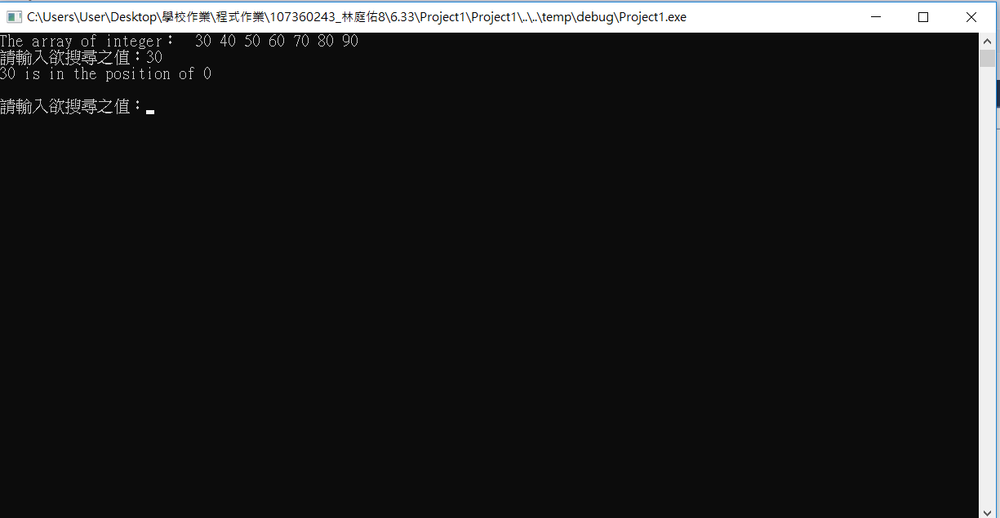 C:\Users\User\Desktop\學校作業\程式作業\107360243_林庭佑8\6.33\Project1\Project1\..\..\temp\debug\Project1.exe
The array of integer： 30 40 50 60 70 80 90
請輸入欲搜尋之值：30
30 is in the position of 0
請輸入欲搜尋之值：